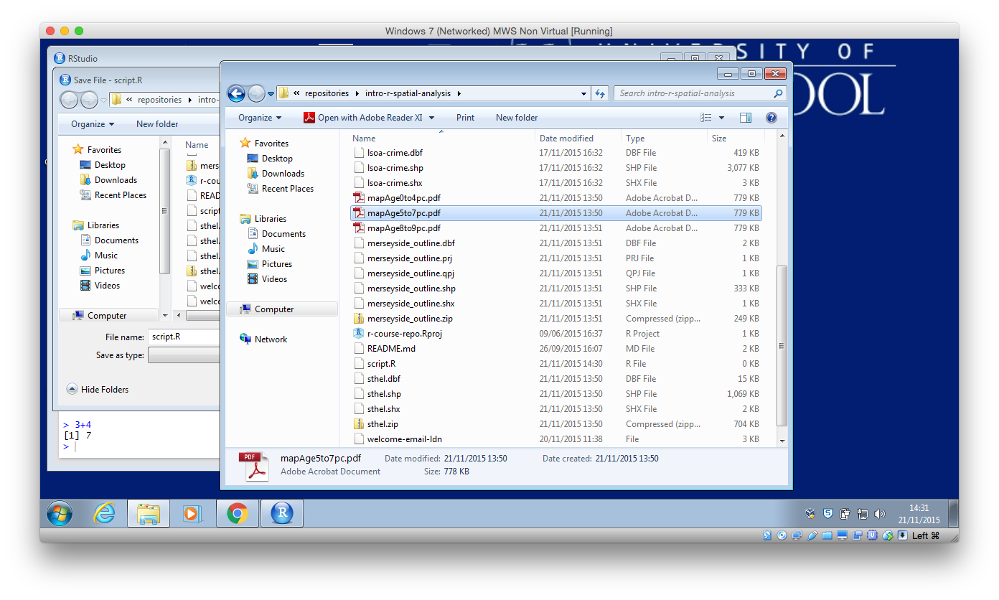 Windows 7 (Networked) MWS Non Virtual [Running]
SITY OF
OOL
RStudio
Save File - script.R
« repositories intro-
Organize New folder
Favorites
Desktop
Downloads
Recent Places
Libraries
Documents
Music
Pictures
Videos
Computer
Name
mers
r-cou
READ
script
sthel.
sthel.
sthel.
sthel.
welco
welco
File name: script.R
Save as type:
Hide Folders
> 3+4
[1] 7
>
« repositories intro-r-spatial-analysis
Search intro-r-spatial-analysis
Organize Open with Adobe Reader XI Print New folder
Favorites
Desktop
Downloads
Recent Places
Libraries
Documents
Music
Pictures
Videos
Computer
Network
Name Date modified Type Size
lsoa-crime.dbf 17/11/2015 16:32 DBF File 419 KB
lsoa-crime.shp 17/11/2015 16:32 SHP File 3,077 KB
lsoa-crime.shx 17/11/2015 16:32 SHX File 3 KB
mapAge0to4pc.pdf 21/11/2015 13:50 Adobe Acrobat D... 779 KB
mapAge5to7pc.pdf 21/11/2015 13:50 Adobe Acrobat D... 779 KB
mapAge8to9pc.pdf 21/11/2015 13:51 Adobe Acrobat D... 779 KB
merseyside_outline.dbf 21/11/2015 13:51 DBF File 2 KB
merseyside_outline.prj 21/11/2015 13:51 PRJ File 1 KB
merseyside_outline.qpj 21/11/2015 13:51 QPJ File 1 KB
merseyside_outline.shp 21/11/2015 13:51 SHP File 333 KB
merseyside_outline.shx 21/11/2015 13:51 SHX File 1 KB
merseyside_outline.zip 21/11/2015 13:51 Compressed (zipp... 249 KB
r-course-repo.Rproj 09/06/2015 16:37 R Project 1 KB
README.md 26/09/2015 16:07 MD File 2 KB
script.R 21/11/2015 14:30 R File 0 KB
sthel.dbf 21/11/2015 13:50 DBF File 15 KB
sthel.shp 21/11/2015 13:50 SHP File 1,069 KB
sthel.shx 21/11/2015 13:50 SHX File 2 KB
sthel.zip 21/11/2015 13:50 Compressed (zipp... 704 KB
welcome-email-ldn 20/11/2015 11:38 File 3 KB
PDF
mapAge5to7pc.pdf Date modified: 21/11/2015 13:50 Date created: 21/11/2015 13:50
Adobe Acrobat Document Size: 778 KB
14:31
21/11/2015
Left ⌘